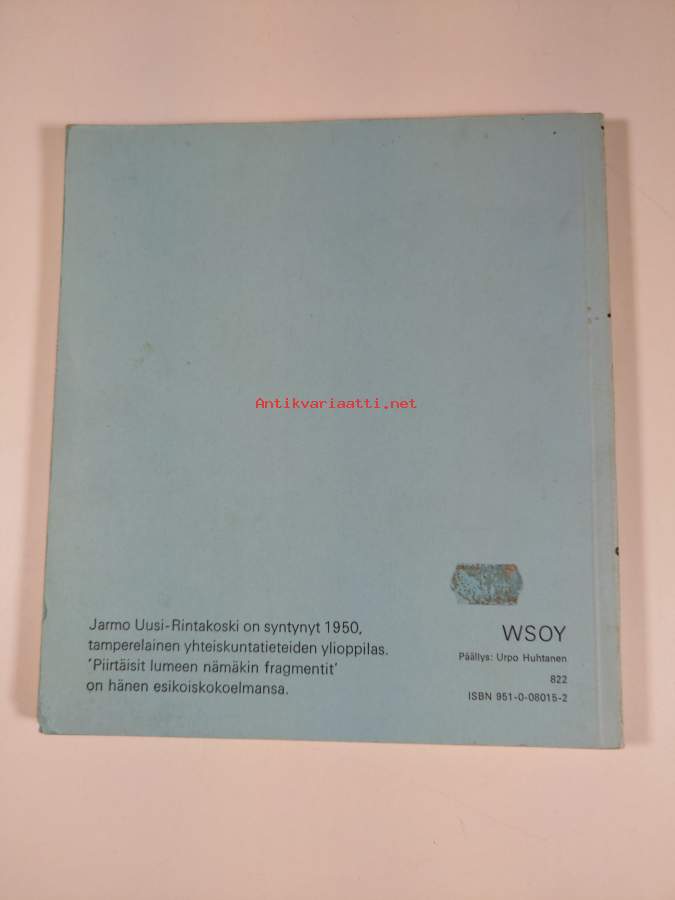 Antikvariaatti.net
Jarmo Uusi-Rintakoski on syntynyt 1950,
tamperelainen yhteiskuntatieteiden ylioppilas.
'Piirtäisit lumeen nämäkin fragmentit'
on hänen esikoiskokoelmansa.
WSOY
Päällys: Urpo Huhtanen
822
ISBN 951-0-08015-2